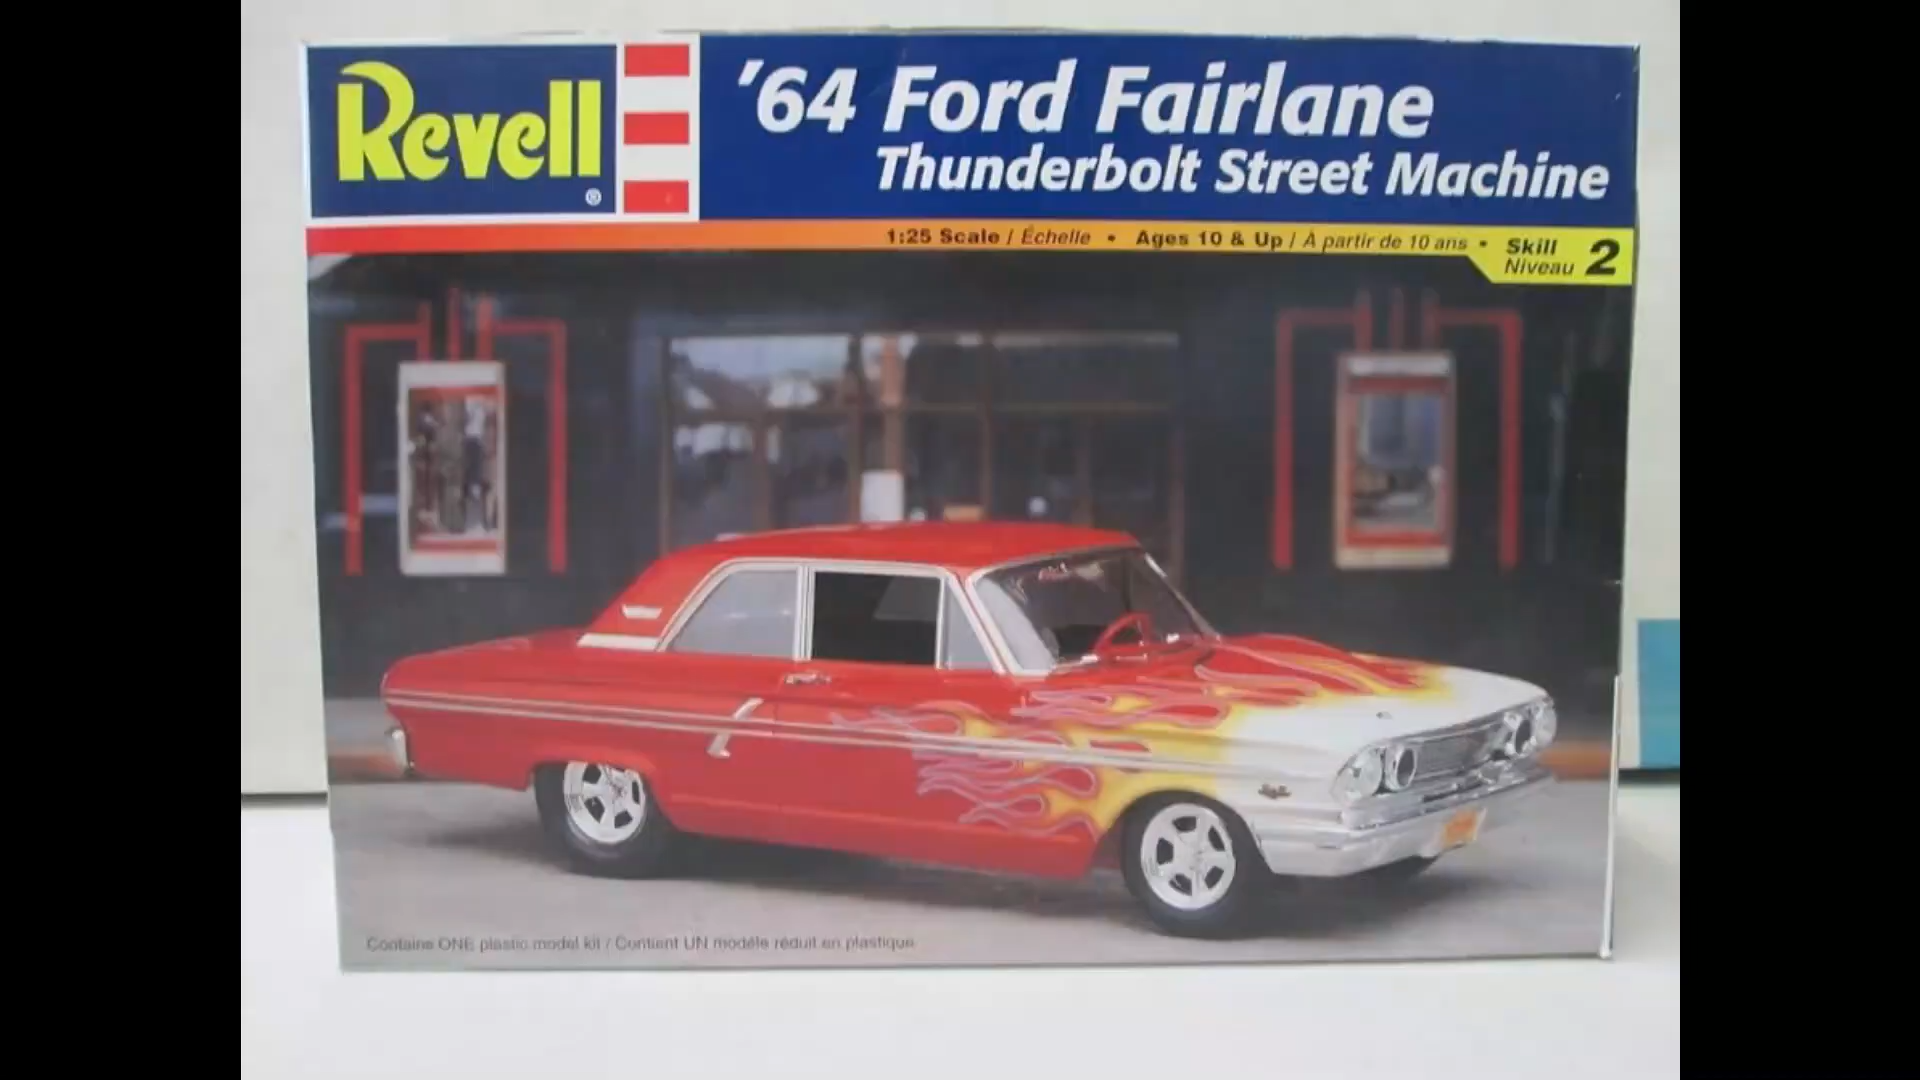 Revell
®
’64 Ford Fairlane
Thunderbolt Street Machine
1:25 Scale / Échelle • Ages 10 & Up / À partir de 10 ans • Skill 2
Niveau
Contains ONE plastic model kit / Contient UN modèle réduit en plastique